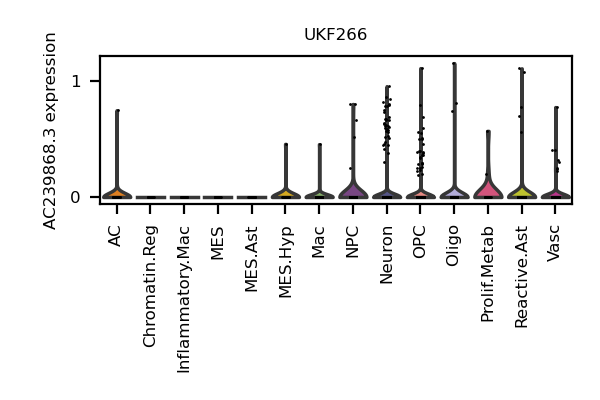 UKF266
AC239868.3 expression
1
0
AC
Chromatin.Reg
Inflammatory.Mac
MES
MES.Ast
MES.Hyp
Mac
NPC
Neuron
OPC
Oligo
Prolif.Metab
Reactive.Ast
Vasc